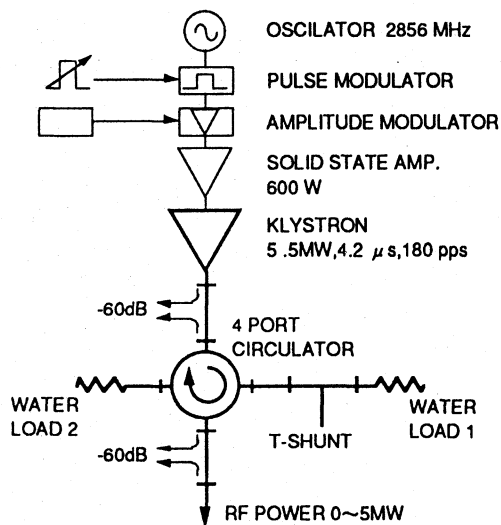 OSCILATOR 2856 MHz
PULSE MODULATOR
AMPLITUDE MODULATOR
SOLID STATE AMP.
600 W
KLYSTRON
5 .5MW,4.2 μs,180 pps
-60dB
4 PORT
CIRCULATOR
WATER
LOAD 2
WATER
LOAD 1
T-SHUNT
-60dB
RF POWER 0~5MW